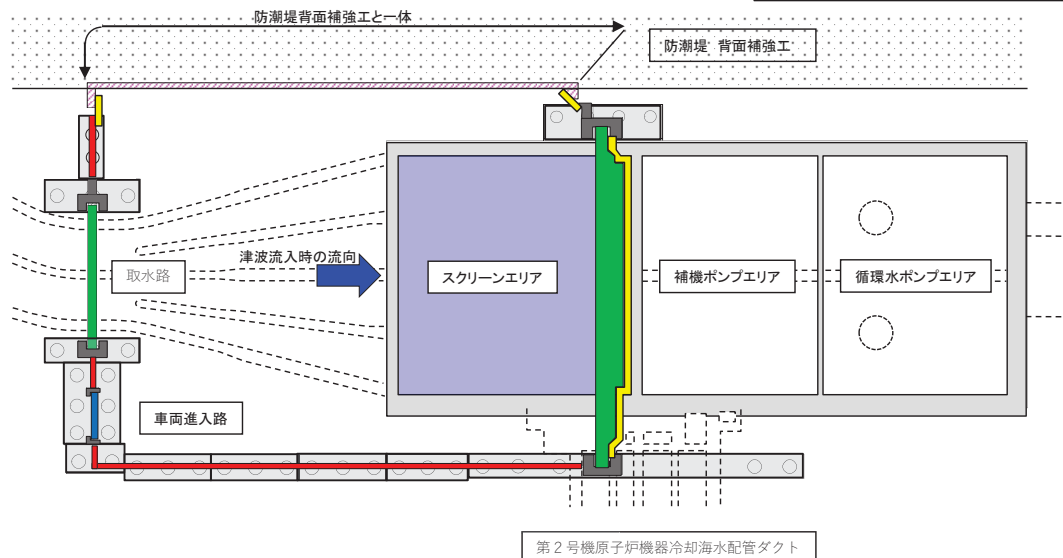 防潮堤背面補強工と一体
防潮堤 背面補強工
津波流入時の流向
取水路
スクリーンエリア
補機ポンプエリア
循環水ポンプエリア
車両進入路
第2号機原子炉機器冷却海水配管ダクト